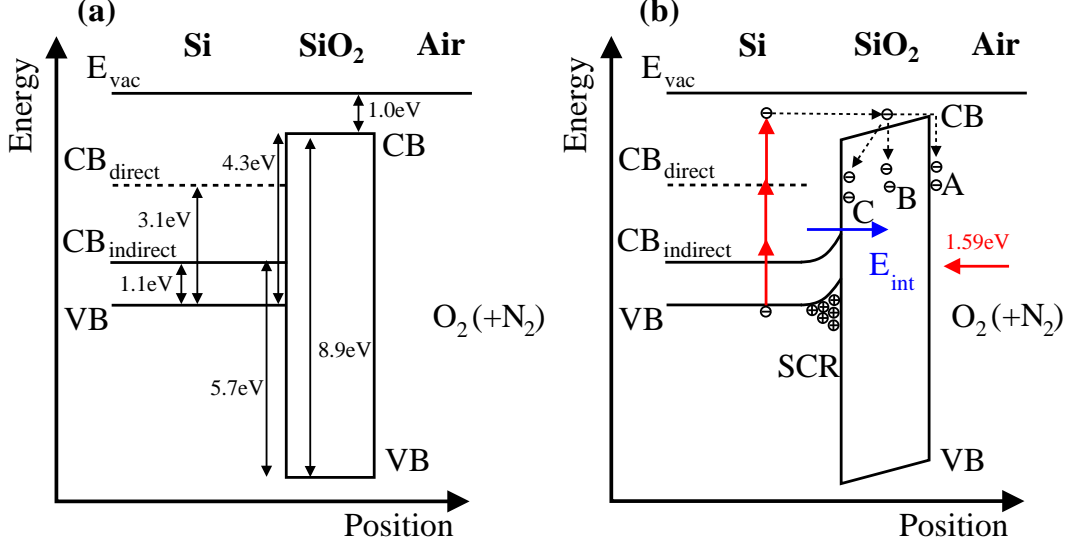 (a)
Si SiO2 Air
Energy
Evac
1.0eV
CB
4.3eV
CBdirect
3.1eV
CBindirect
1.1eV
VB
O2(+N2)
8.9eV
5.7eV
VB
Position
(b)
Si SiO2 Air
Energy
Evac
CB
CBdirect
A
B
C
CBindirect
1.59eV
Eint
VB
O2(+N2)
SCR
VB
Position